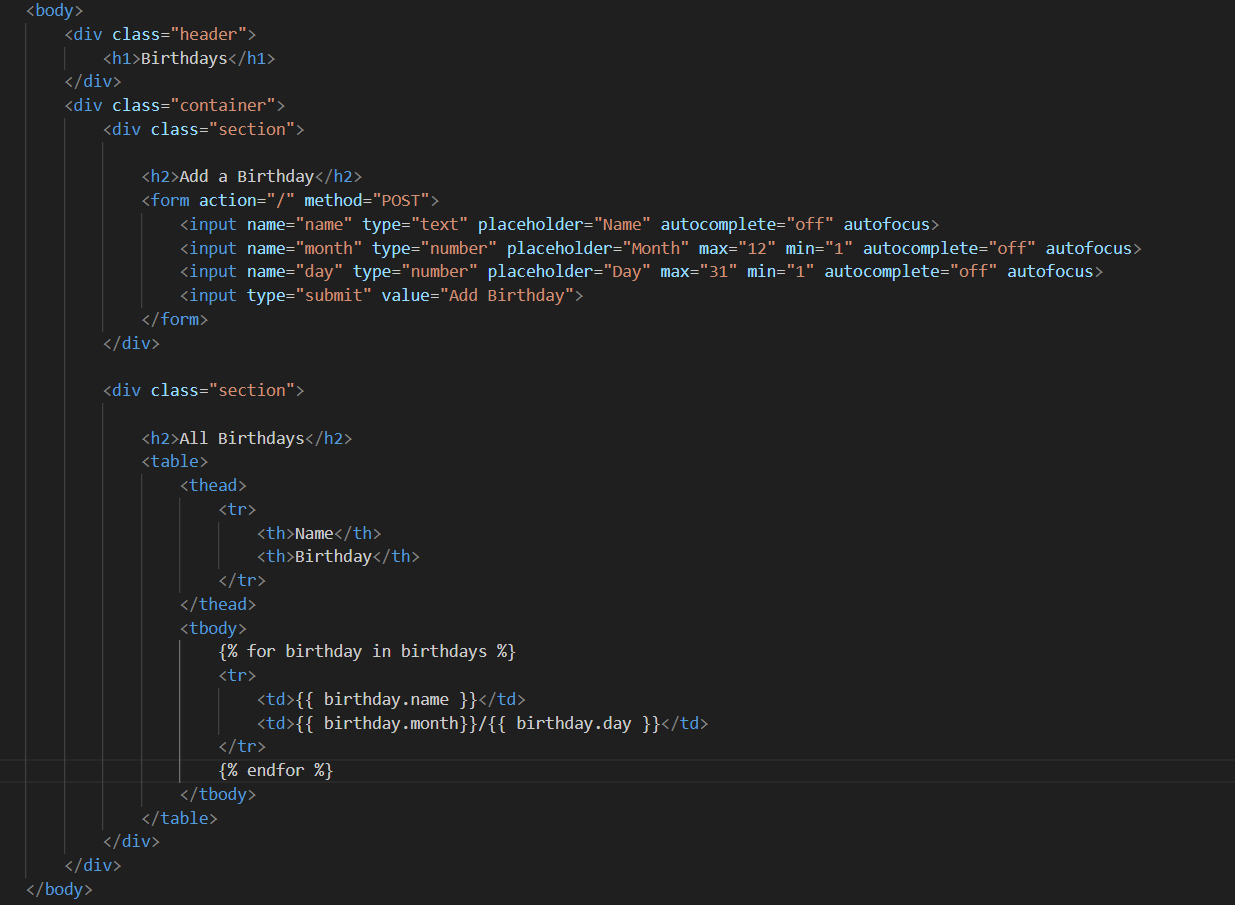 <body>
<div class="header">
<h1>Birthdays</h1>
</div>
<div class="container">
<div class="section">
<h2>Add a Birthday</h2>
<form action="/" method="POST">
<input name="name" type="text" placeholder="Name" autocomplete="off" autofocus>
<input name="month" type="number" placeholder="Month" max="12" min="1" autocomplete="off" autofocus>
<input name="day" type="number" placeholder="Day" max="31" min="1" autocomplete="off" autofocus>
<input type="submit" value="Add Birthday">
</form>
</div>
<div class="section">
<h2>All Birthdays</h2>
<table>
<thead>
<tr>
<th>Name</th>
<th>Birthday</th>
</tr>
</thead>
<tbody>
{% for birthday in birthdays %}
<tr>
<td>{{ birthday.name }}</td>
<td>{{ birthday.month}}/{{ birthday.day }}</td>
</tr>
{% endfor %}
</tbody>
</table>
</div>
</div>
</body>